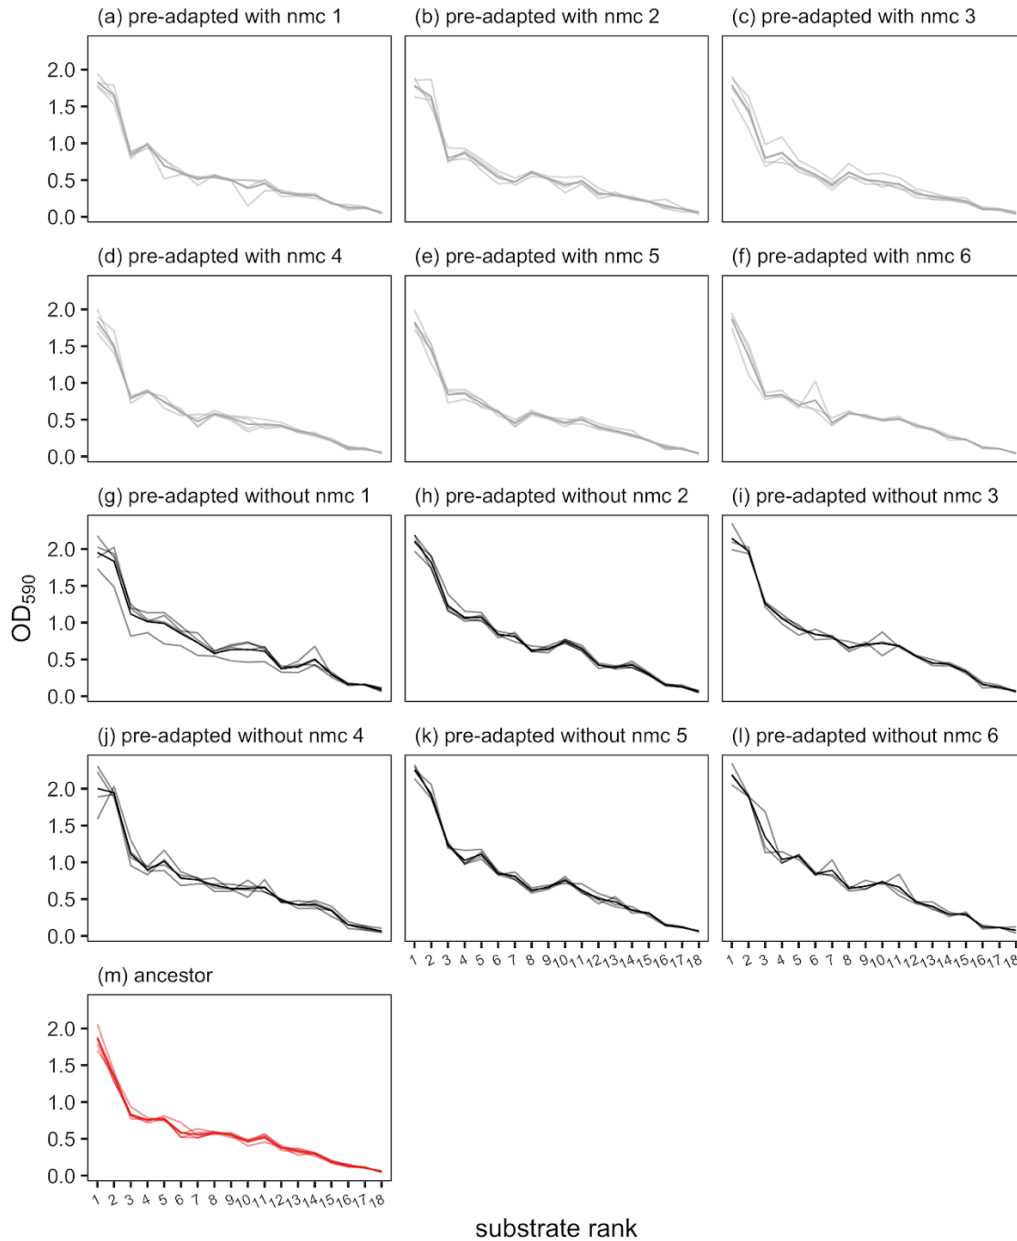 (a) pre-adapted with nmc 1
(b) pre-adapted with nmc 2
(c) pre-adapted with nmc 3
2.0
1.5
1.0
0.5
0.0
(d) pre-adapted with nmc 4
(e) pre-adapted with nmc 5
(f) pre-adapted with nmc 6
2.0
1.5
1.0
0.5
0.0
(g) pre-adapted without nmc 1
(h) pre-adapted without nmc 2
(i) pre-adapted without nmc 3
2.0
1.5
1.0
0.5
0.0
OD590
(j) pre-adapted without nmc 4
(k) pre-adapted without nmc 5
(l) pre-adapted without nmc 6
2.0
1.5
1.0
0.5
0.0
1 2 3 4 5 6 7 8 9 10 11 12 13 14 15 16 17 18
1 2 3 4 5 6 7 8 9 10 11 12 13 14 15 16 17 18
(m) ancestor
2.0
1.5
1.0
0.5
0.0
1 2 3 4 5 6 7 8 9 10 11 12 13 14 15 16 17 18
substrate rank